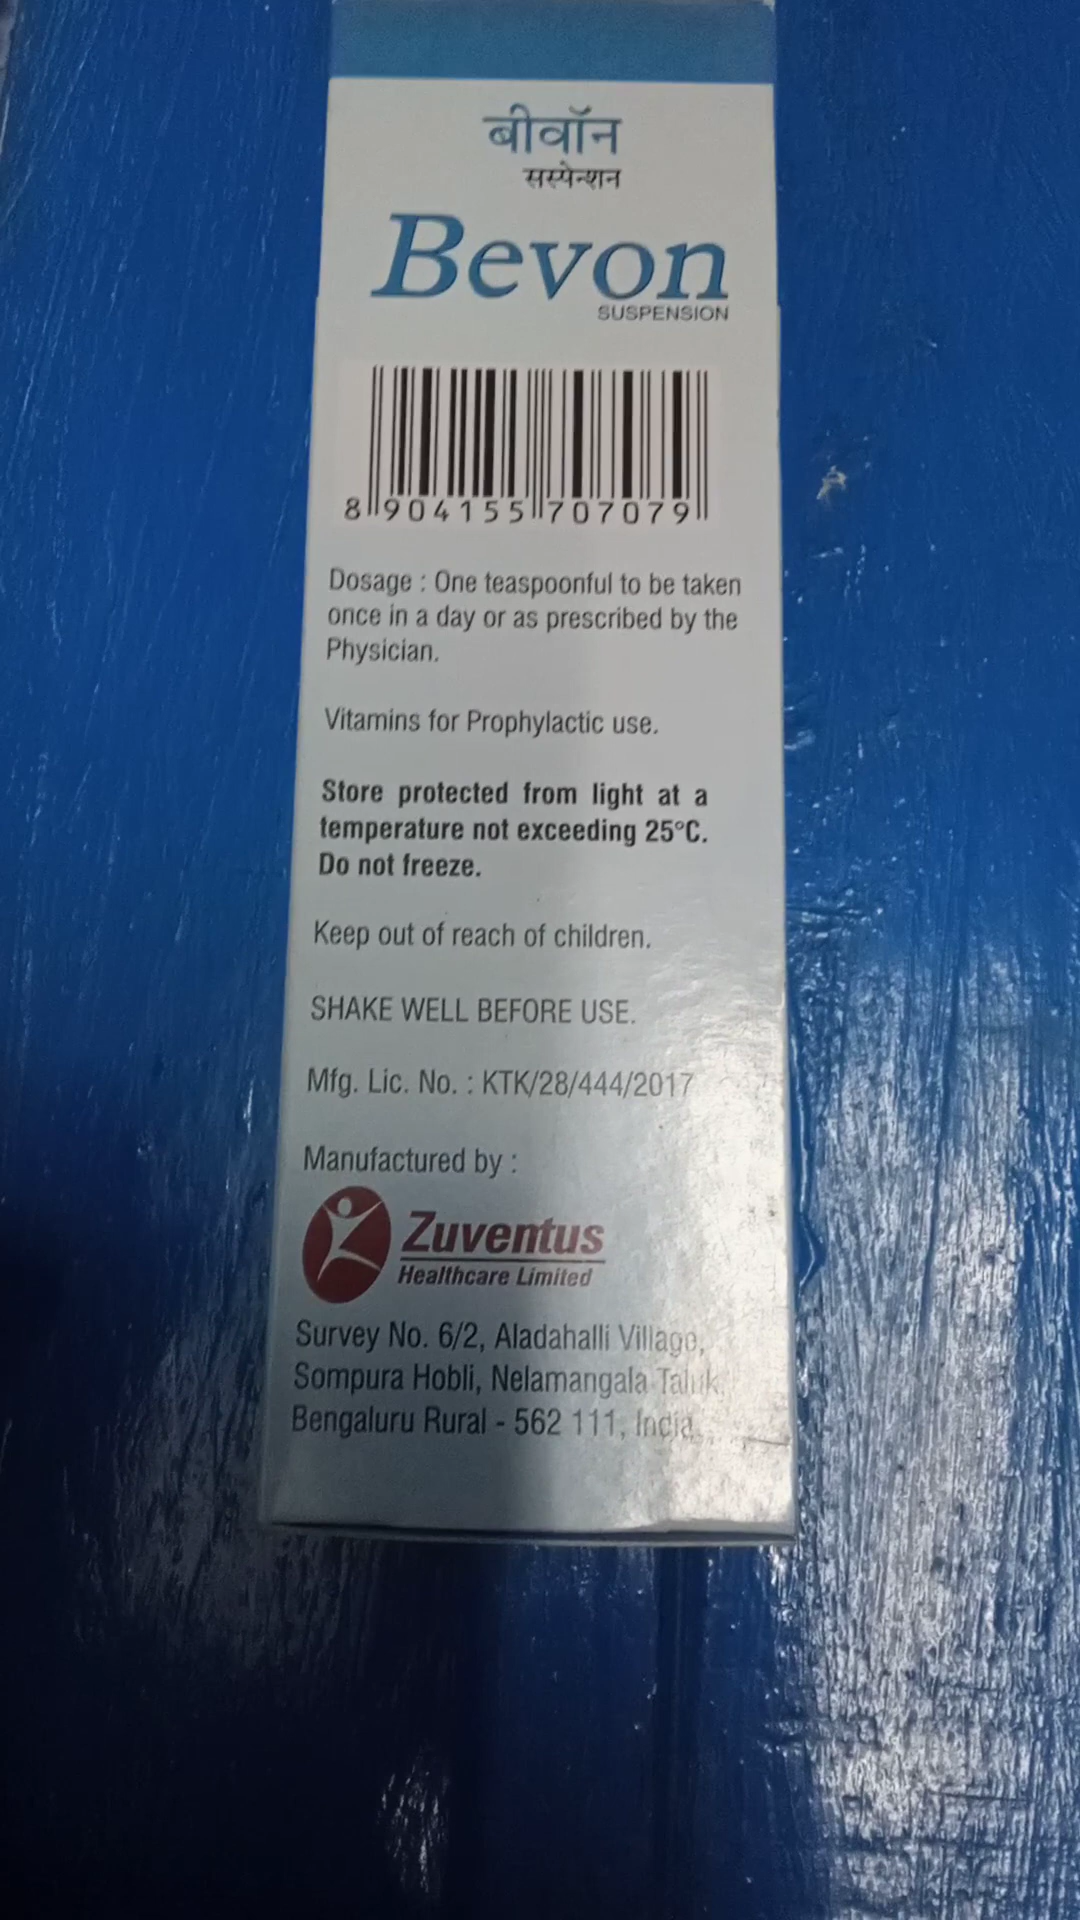 बीवॉन
सस्पेन्शन
Bevon
SUSPENSION
8 904155 707079
Dosage : One teaspoonful to be taken
once in a day or as prescribed by the
Physician.
Vitamins for Prophylactic use.
Store protected from light at a
temperature not exceeding 25°C.
Do not freeze.
Keep out of reach of children.
SHAKE WELL BEFORE USE.
Mfg. Lic. No. : KTK/28/444/2017
Manufactured by :
Zuventus
Healthcare Limited
Survey No. 6/2, Aladahalli Village,
Sompura Hobli, Nelamangala Taluk,
Bengaluru Rural - 562 111, India.